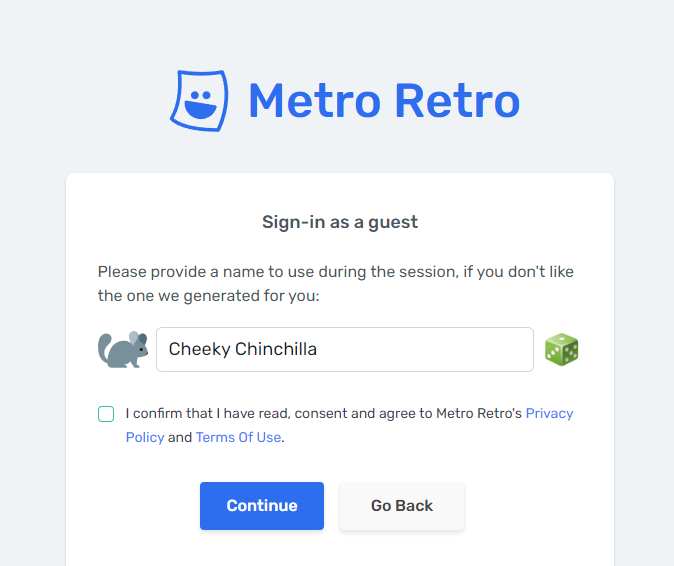 Metro Retro
Sign-in as a guest
Please provide a name to use during the session, if you don't like
the one we generated for you:
Cheeky Chinchilla
I confirm that I have read, consent and agree to Metro Retro's Privacy
Policy and Terms Of Use.
Continue
Go Back